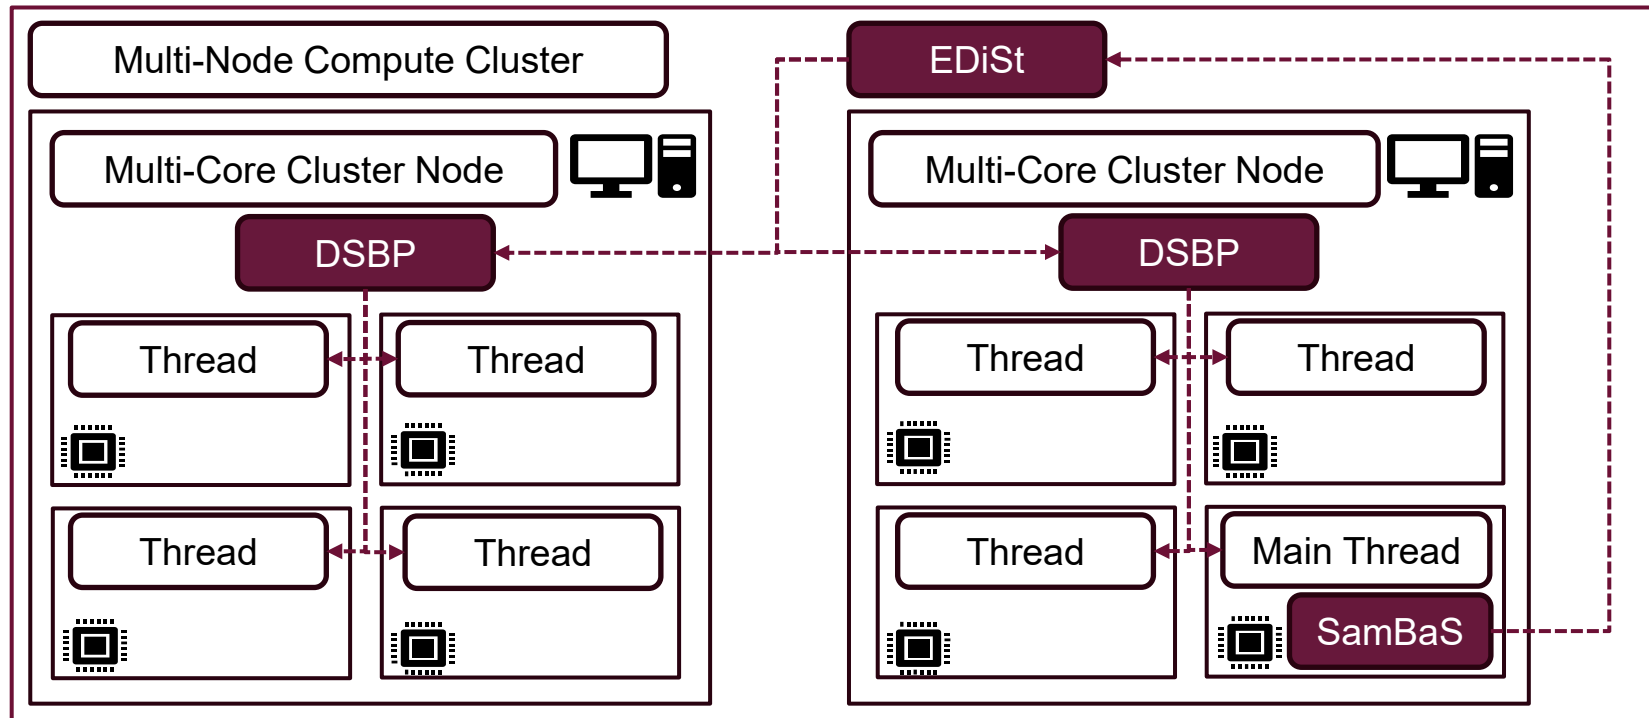 Multi-Node Compute Cluster
EDiSt
Multi-Core Cluster Node
Multi-Core Cluster Node
DSBP
DSBP
Thread
Thread
Thread
Thread
Thread
Thread
Thread
Main Thread
SamBaS